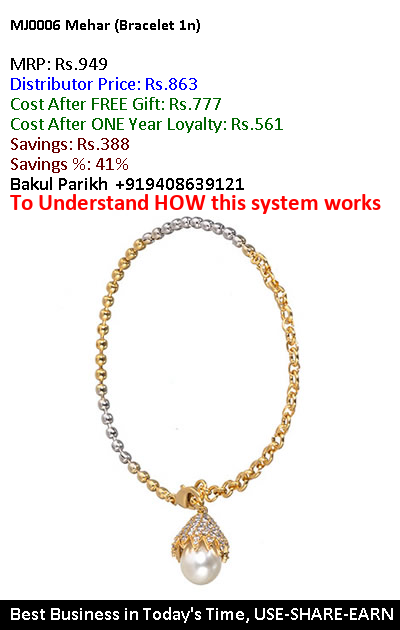 MJ0006 Mehar (Bracelet 1n)
MRP: Rs.949
Distributor Price: Rs.863
Cost After FREE Gift: Rs.777
Cost After ONE Year Loyalty: Rs.561
Savings: Rs.388
Savings %: 41%
Bakul Parikh +919408639121
To Understand HOW this system works
Best Business in Today's Time, USE-SHARE-EARN